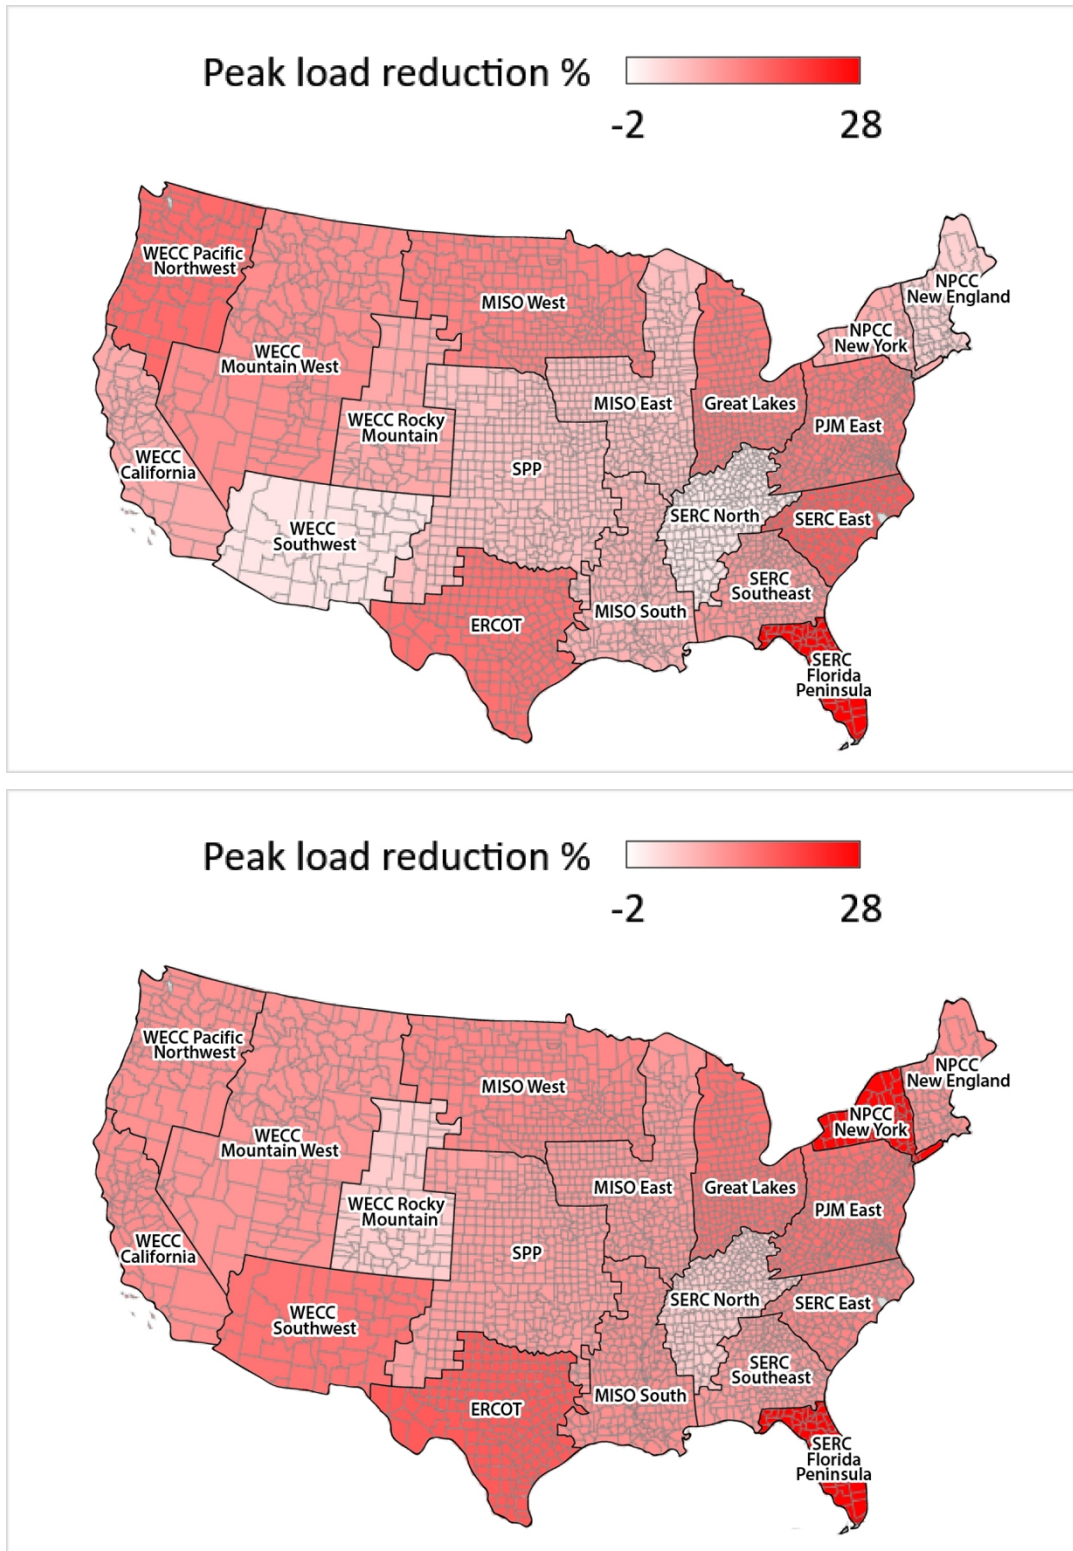 Peak load reduction %
-2
28
WECC Pacific
Northwest
MISO West
NPCC
New England
NPCC
New York
WECC
Mountain West
MISO East
Great Lakes
PJM East
WECC Rocky
Mountain
WECC
California
SPP
SERC North
SERC East
WECC
Southwest
SERC
Southeast
MISO South
ERCOT
SERC
Florida
Peninsula
Peak load reduction %
-2
28
WECC Pacific
Northwest
MISO West
NPCC
New England
NPCC
New York
WECC
Mountain West
MISO East
Great Lakes
PJM East
WECC Rocky
Mountain
WECC
California
SPP
SERC North
SERC East
WECC
Southwest
SERC
Southeast
MISO South
ERCOT
SERC
Florida
Peninsula